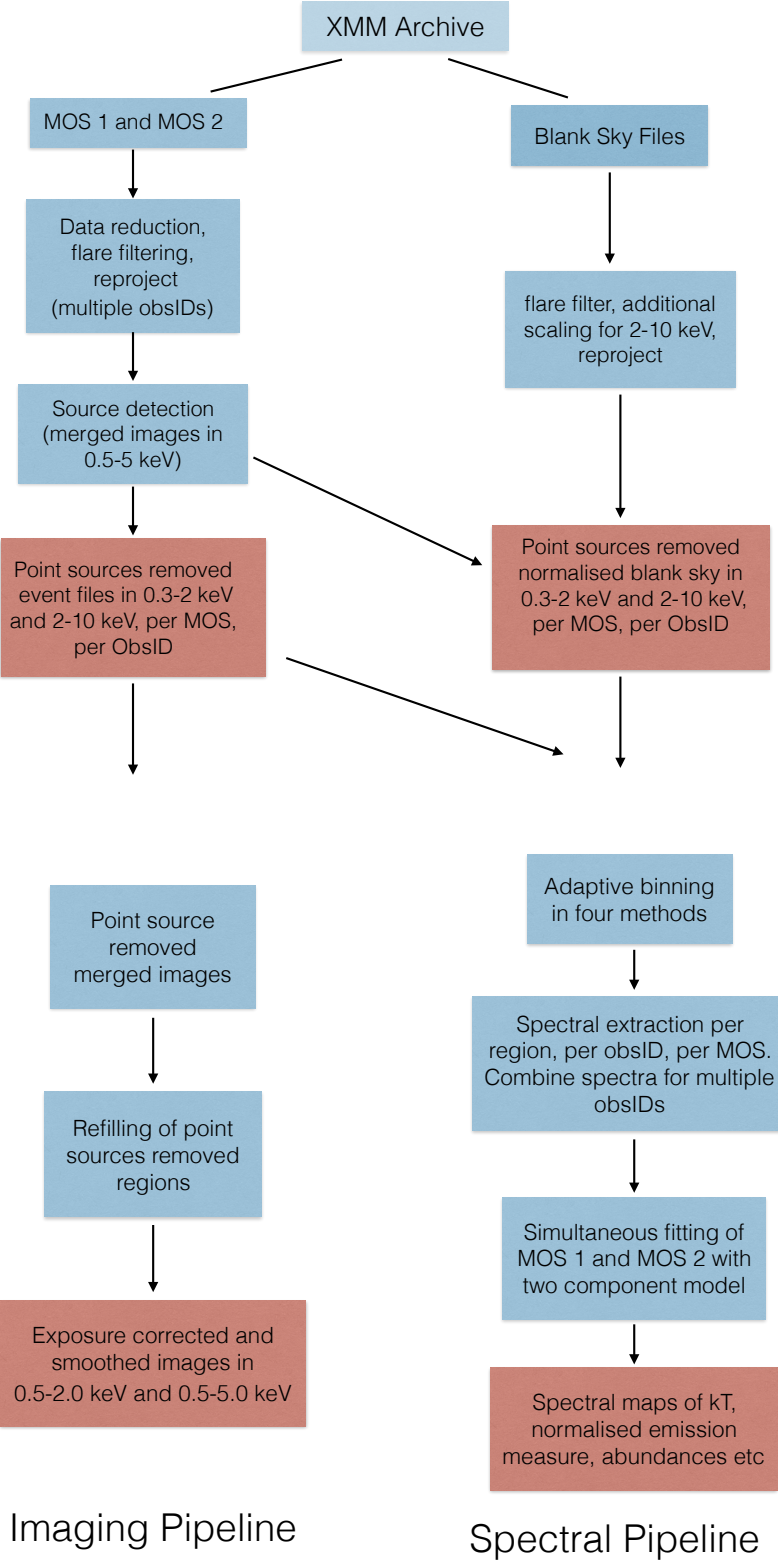 XMM Archive
MOS 1 and MOS 2
Data reduction,
flare filtering,
reproject
(multiple obsIDs)
Source detection
(merged images in
0.5-5 keV)
Point sources removed
event files in 0.3-2 keV
and 2-10 keV, per MOS,
per ObsID
Blank Sky Files
flare filter, additional
scaling for 2-10 keV,
reproject
Point sources removed
normalised blank sky in
0.3-2 keV and 2-10 keV,
per MOS, per ObsID
Point source
removed
merged images
Refilling of point
sources removed
regions
Exposure corrected and
smoothed images in
0.5-2.0 keV and 0.5-5.0 keV
Imaging Pipeline
Adaptive binning
in four methods
Spectral extraction per
region, per obsID, per MOS.
Combine spectra for multiple
obsIDs
Simultaneous fitting of
MOS 1 and MOS 2 with
two component model
Spectral maps of kT,
normalised emission
measure, abundances etc
Spectral Pipeline